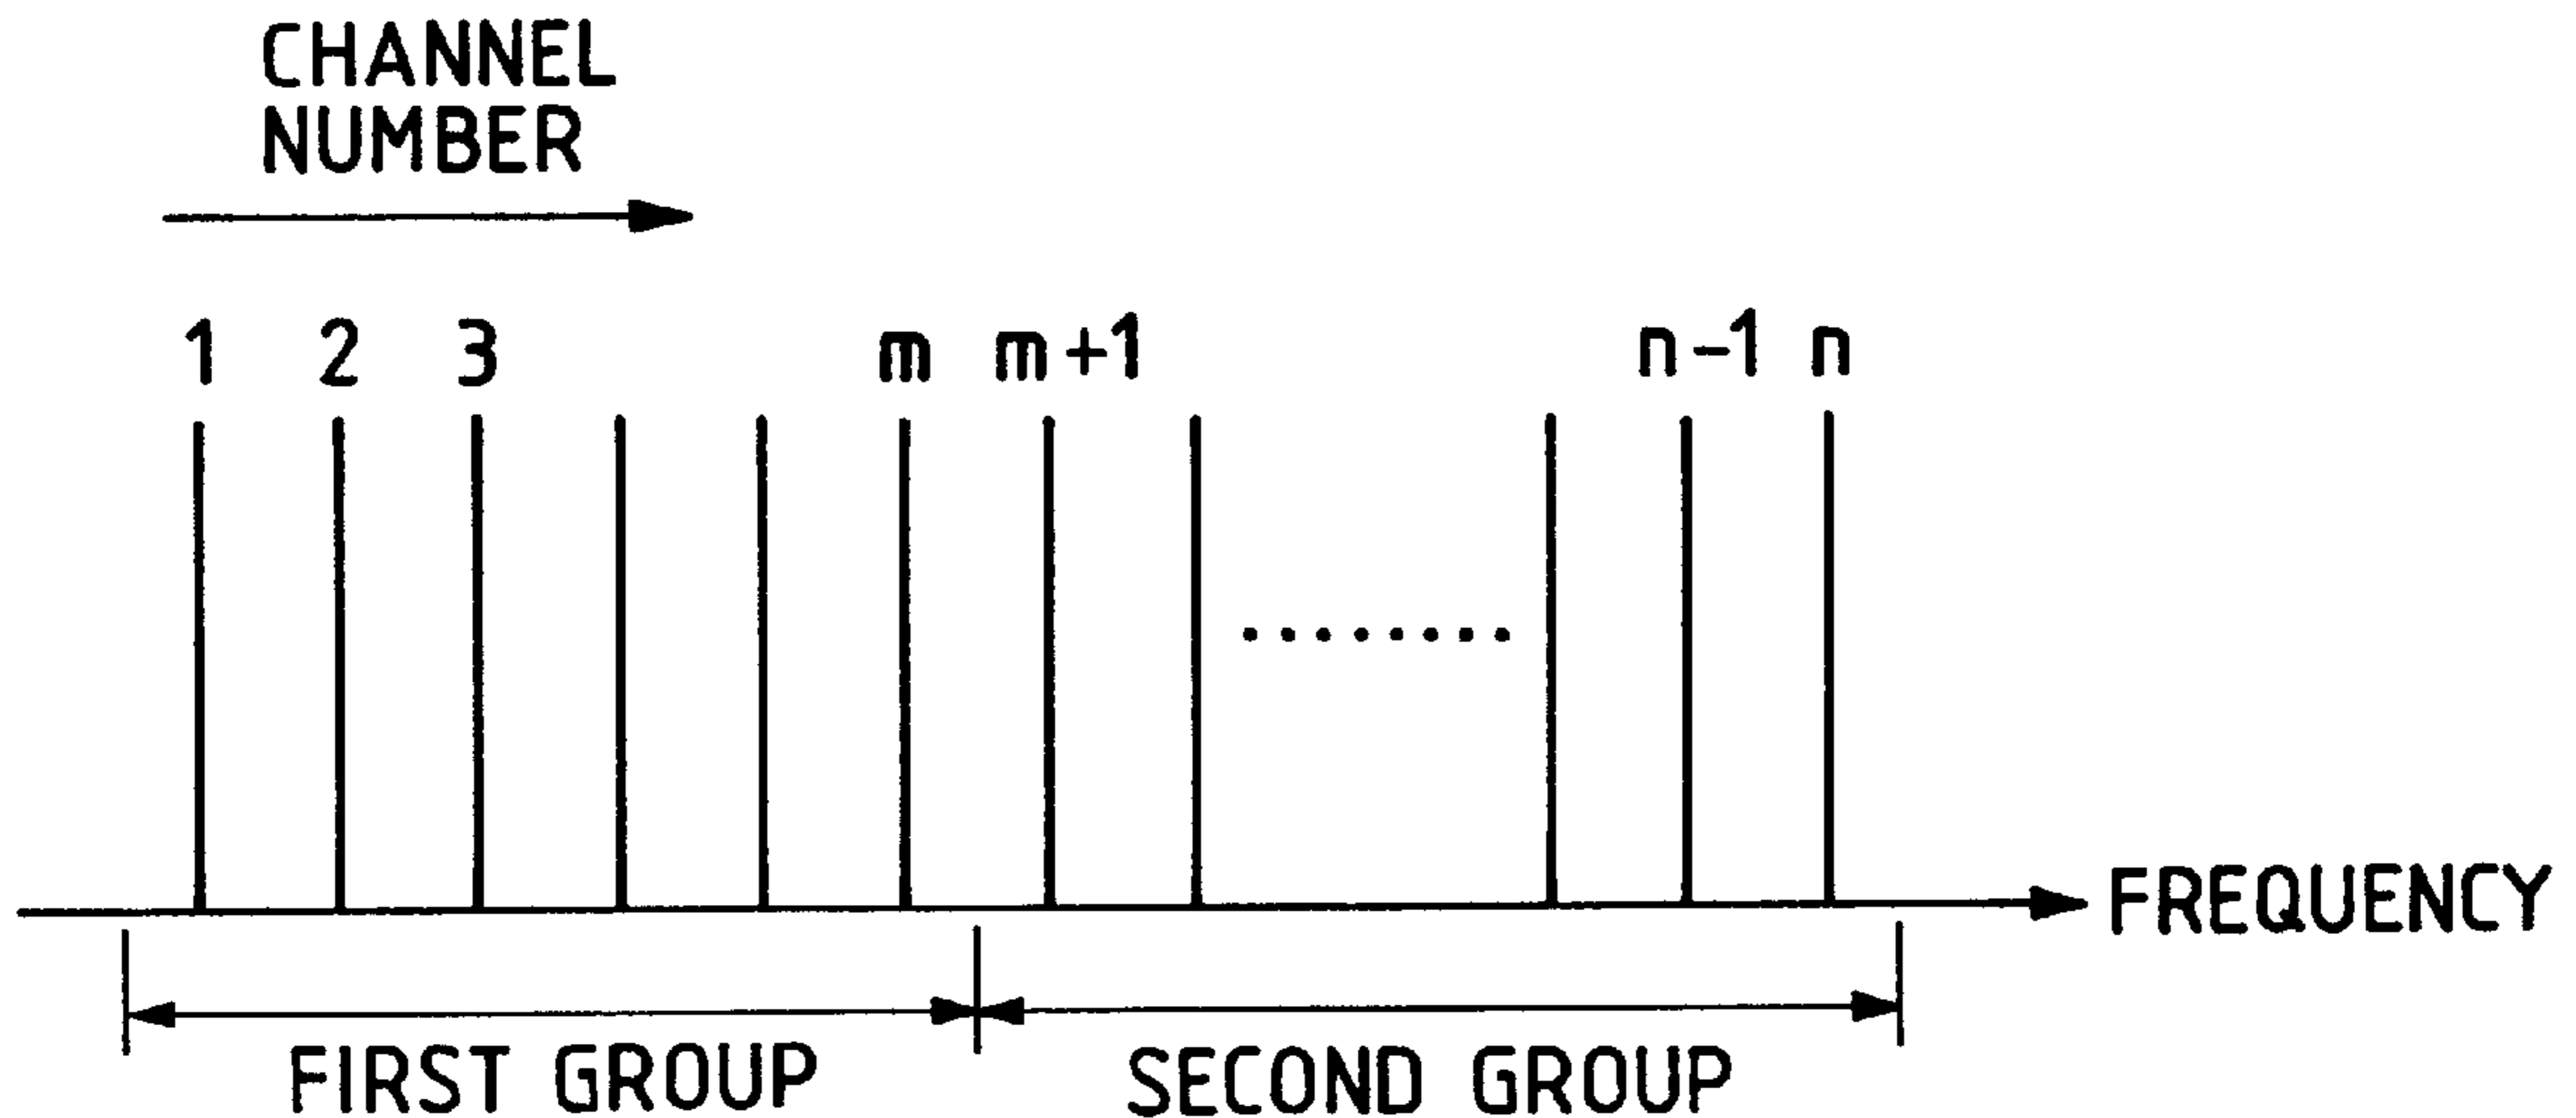 CHANNEL
NUMBER
1 2 3 m m+1 n-1 n
FREQUENCY
FIRST GROUP SECOND GROUP